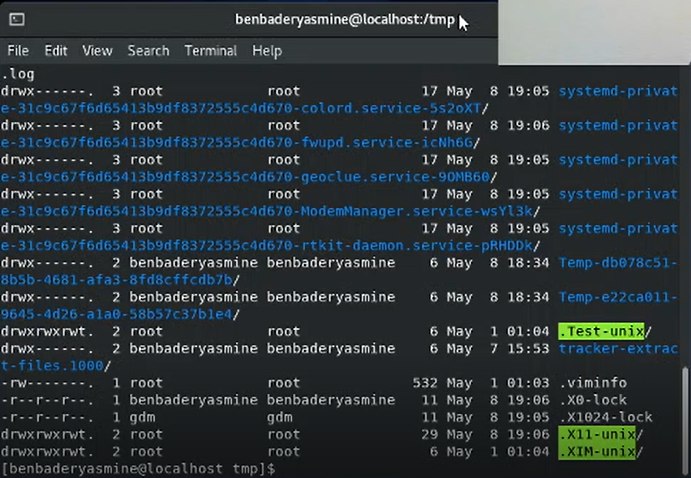 benbaderyasmine@localhost:/tmp
File Edit View Search Terminal Help
.log
drwx------. 3 root root 17 May 8 19:05 systemd-privat
e-31c9c67f6d65413b9df8372555c4d670-colord.service-5s2oXT/
drwx------. 3 root root 17 May 8 19:06 systemd-privat
e-31c9c67f6d65413b9df8372555c4d670-fwupd.service-icNh6G/
drwx------. 3 root root 17 May 8 19:05 systemd-privat
e-31c9c67f6d65413b9df8372555c4d670-geoclue.service-9OMB60/
drwx------. 3 root root 17 May 8 19:05 systemd-privat
e-31c9c67f6d65413b9df8372555c4d670-ModemManager.service-wsYl3k/
drwx------. 3 root root 17 May 8 19:05 systemd-privat
e-31c9c67f6d65413b9df8372555c4d670-rtkit-daemon.service-pRHDDk/
drwx------. 2 benbaderyasmine benbaderyasmine 6 May 8 18:34 Temp-db078c51-
8b5b-4681-afa3-8fd8cffcdb7b/
drwx------. 2 benbaderyasmine benbaderyasmine 6 May 8 18:34 Temp-e22ca011-
9645-4d26-a1a0-58b57c37b1e4/
drwxrwxrwt. 2 root root 6 May 1 01:04 .Test-unix/
drwx------. 2 benbaderyasmine benbaderyasmine 6 May 7 15:53 tracker-extrac
t-files.1000/
-rw-------. 1 root root 532 May 1 01:03 .viminfo
-r--r--r--. 1 benbaderyasmine benbaderyasmine 11 May 8 19:06 .X0-lock
-r--r--r--. 1 gdm gdm 11 May 8 19:05 .X1024-lock
drwxrwxrwt. 2 root root 29 May 8 19:06 .X11-unix/
drwxrwxrwt. 2 root root 6 May 1 01:04 .XIM-unix/
[benbaderyasmine@localhost tmp]$